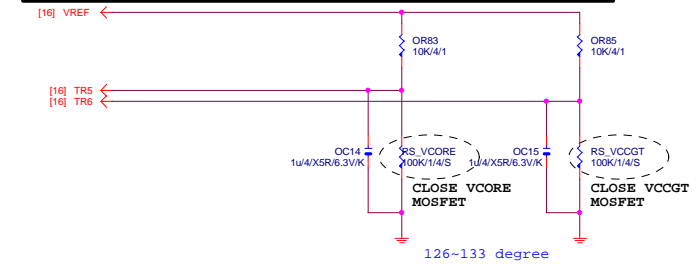 [16] VREF
OR83
10K/4/1
OR85
10K/4/1
[16] TR5
[16] TR6
OC14
1u/4/X5R/6.3V/K
RS_VCORE
100K/1/4/S
OC15
1u/4/X5R/6.3V/K
RS_VCCGT
100K/1/4/S
CLOSE VCORE
MOSFET
CLOSE VCCGT
MOSFET
126~133 degree